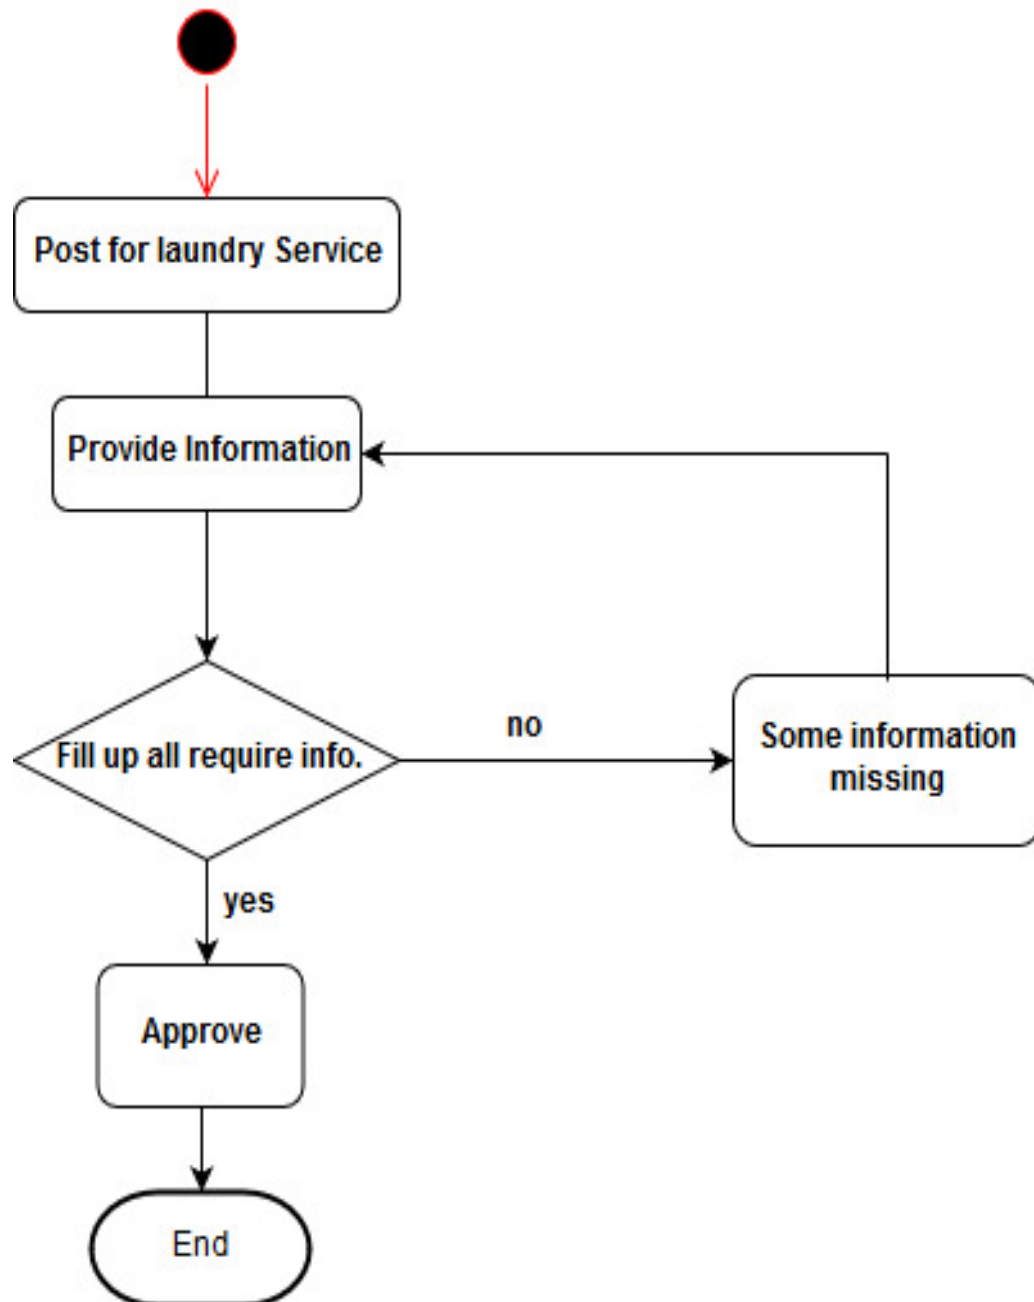 Post for laundry Service
Provide Information
Fill up all require info.
no
Some information
missing
yes
Approve
End